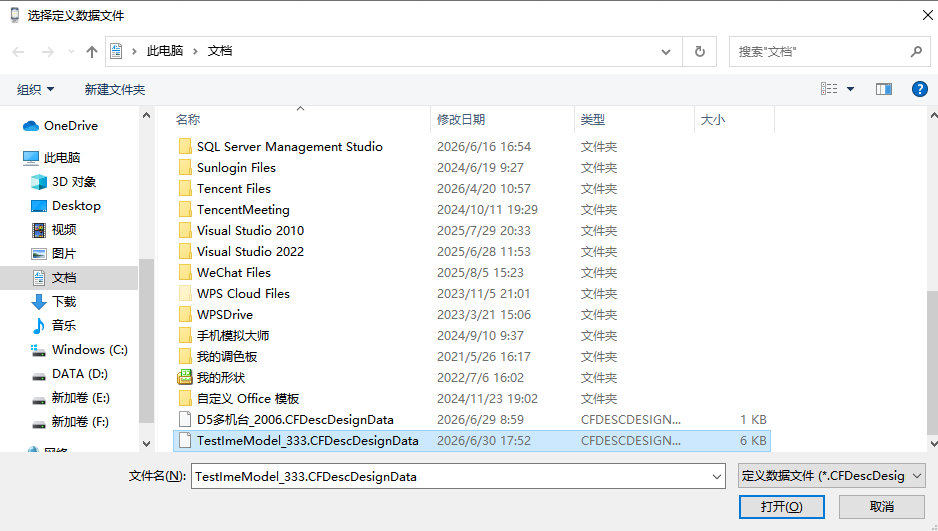 选择定义数据文件
此电脑 文档
搜索"文档"
组织 新建文件夹
OneDrive
此电脑
3D 对象
Desktop
视频
图片
文档
下载
音乐
Windows (C:)
DATA (D:)
新加卷 (E:)
新加卷 (F:)
名称 修改日期 类型 大小
SQL Server Management Studio 2026/6/16 16:54 文件夹
Sunlogin Files 2024/6/19 9:27 文件夹
Tencent Files 2026/4/20 10:57 文件夹
TencentMeeting 2024/10/11 19:29 文件夹
Visual Studio 2010 2025/7/29 20:33 文件夹
Visual Studio 2022 2025/6/28 11:53 文件夹
WeChat Files 2025/8/5 15:23 文件夹
WPS Cloud Files 2023/11/5 21:01 文件夹
WPSDrive 2023/3/21 15:06 文件夹
手机模拟大师 2024/9/10 9:37 文件夹
我的调色板 2021/5/26 16:17 文件夹
我的形状 2022/7/6 16:02 文件夹
自定义 Office 模板 2024/11/23 19:02 文件夹
D5多机台_2006.CFDescDesignData 2026/6/29 8:59 CFDESCDESIGN... 1 KB
TestImeModel_333.CFDescDesignData 2026/6/30 17:52 CFDESCDESIGN... 6 KB
文件名(N): TestImeModel_333.CFDescDesignData 定义数据文件 (*.CFDescDesig
打开(O) 取消